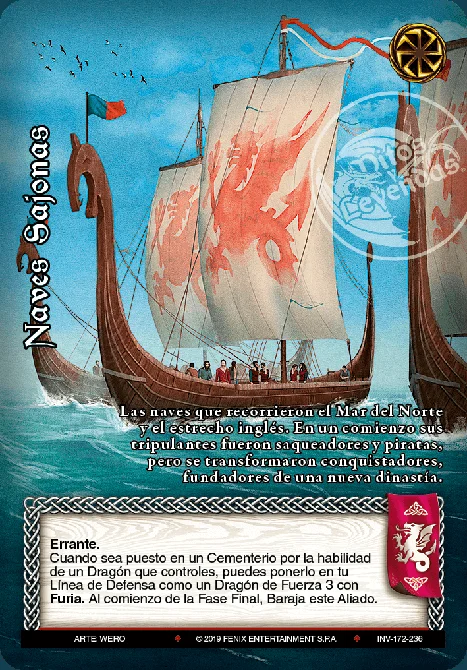 Naves Sajonas
Mitos
y
Leyendas
Las naves que recorrieron el Mar del Norte
y el estrecho inglés. En un comienzo sus
tripulantes fueron saqueadores y piratas,
pero se transformaron conquistadores,
fundadores de una nueva dinastía.
Errante.
Cuando sea puesto en un Cementerio por la habilidad
de un Dragón que controles, puedes ponerlo en tu
Línea de Defensa como un Dragón de Fuerza 3 con
Furia. Al comienzo de la Fase Final, Baraja este Aliado.
ARTE WERO © 2019 FENIX ENTERTAINMENT S.P.A. INV-172-236